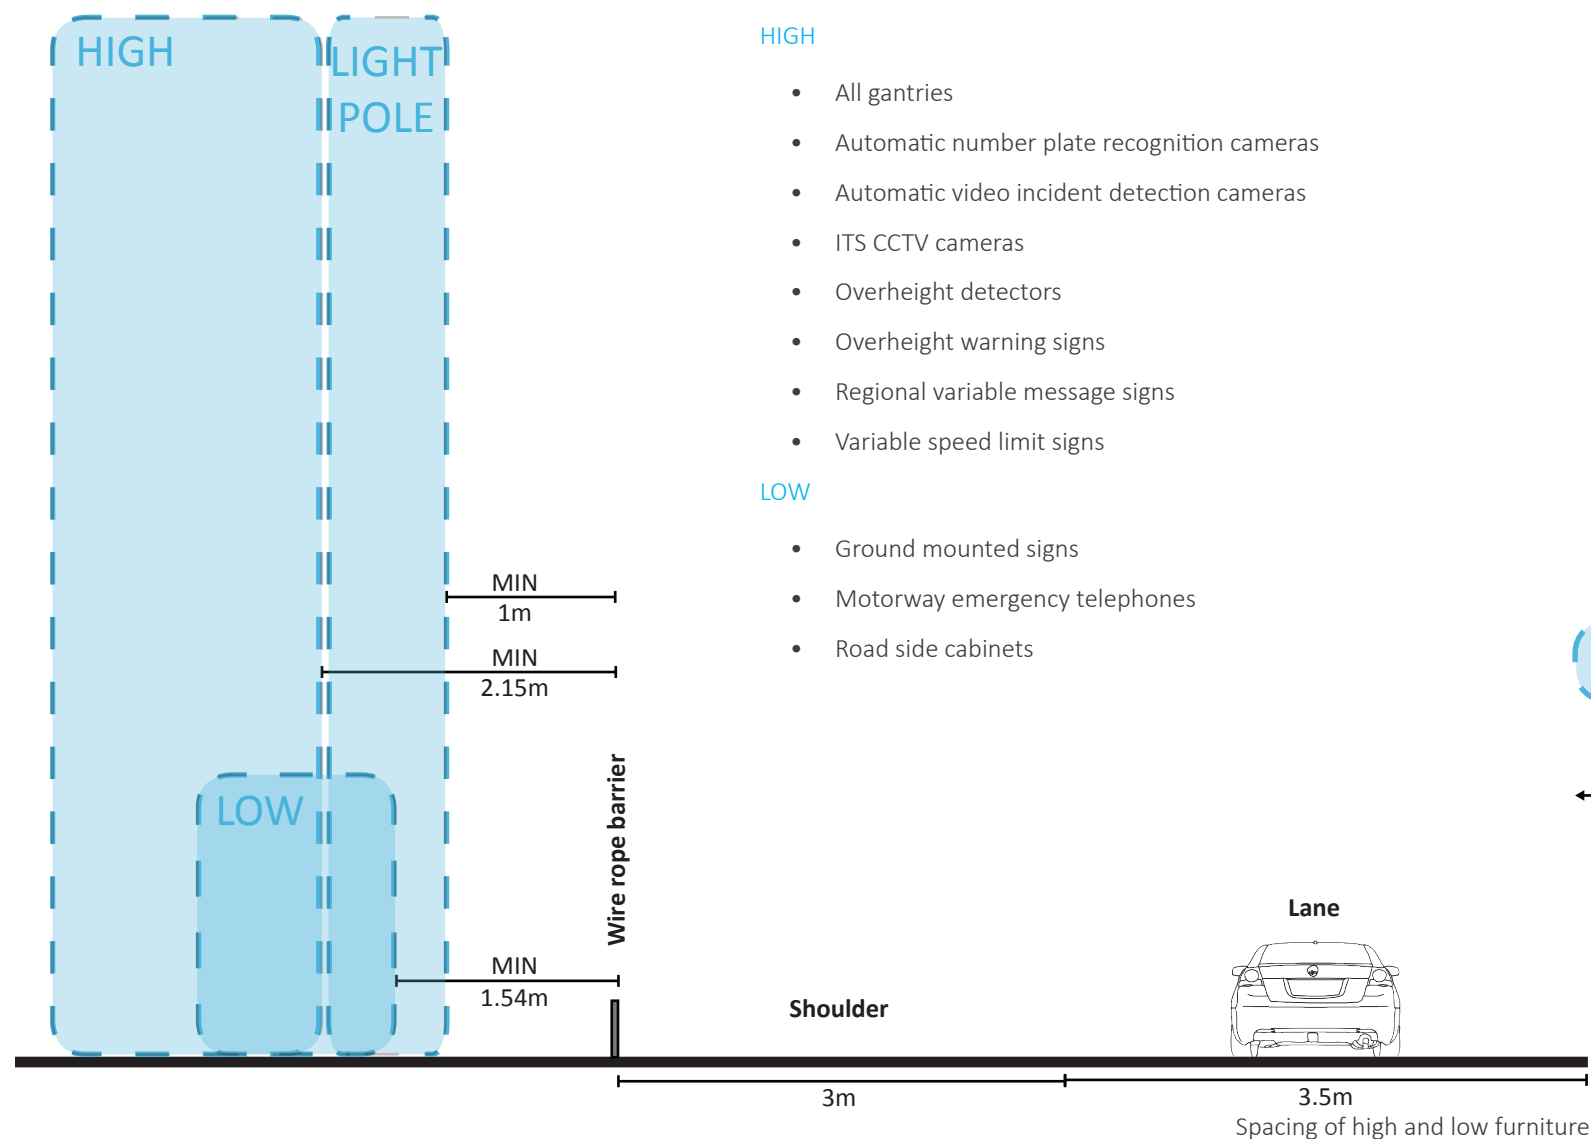 HIGH
LIGHT
POLE
HIGH
• All gantries
• Automatic number plate recognition cameras
• Automatic video incident detection cameras
• ITS CCTV cameras
• Overheight detectors
• Overheight warning signs
• Regional variable message signs
• Variable speed limit signs
LOW
• Ground mounted signs
• Motorway emergency telephones
• Road side cabinets
MIN
1m
MIN
2.15m
LOW
Wire rope barrier
MIN
1.54m
Shoulder
Lane
3m
3.5m
Spacing of high and low furniture